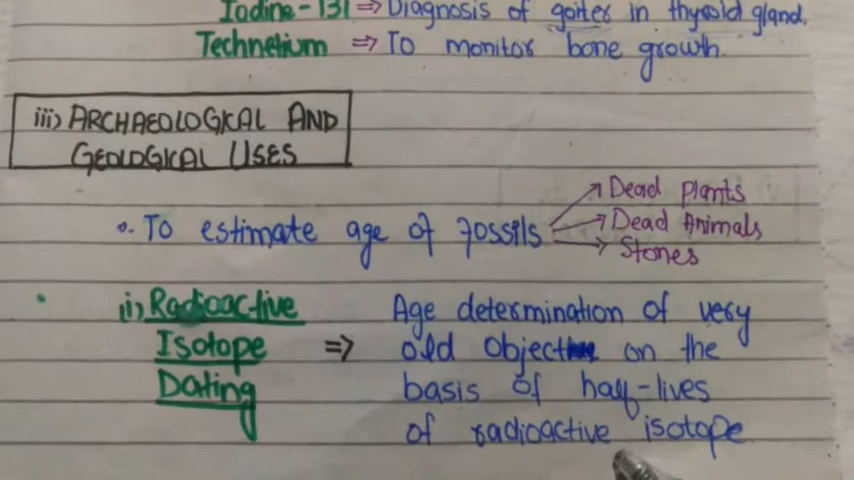 Iodine-131 ⇒ Diagnosis of goiter in thyroid gland.
Technetium ⇒ To monitor bone growth.
iii) ARCHAEOLOGICAL AND
GEOLOGICAL USES
To estimate age of fossils
Dead plants
Dead Animals
Stones
(i) Radioactive
Isotope
Dating
⇒
Age determination of very
old object on the
basis of half-lives
of radioactive isotope